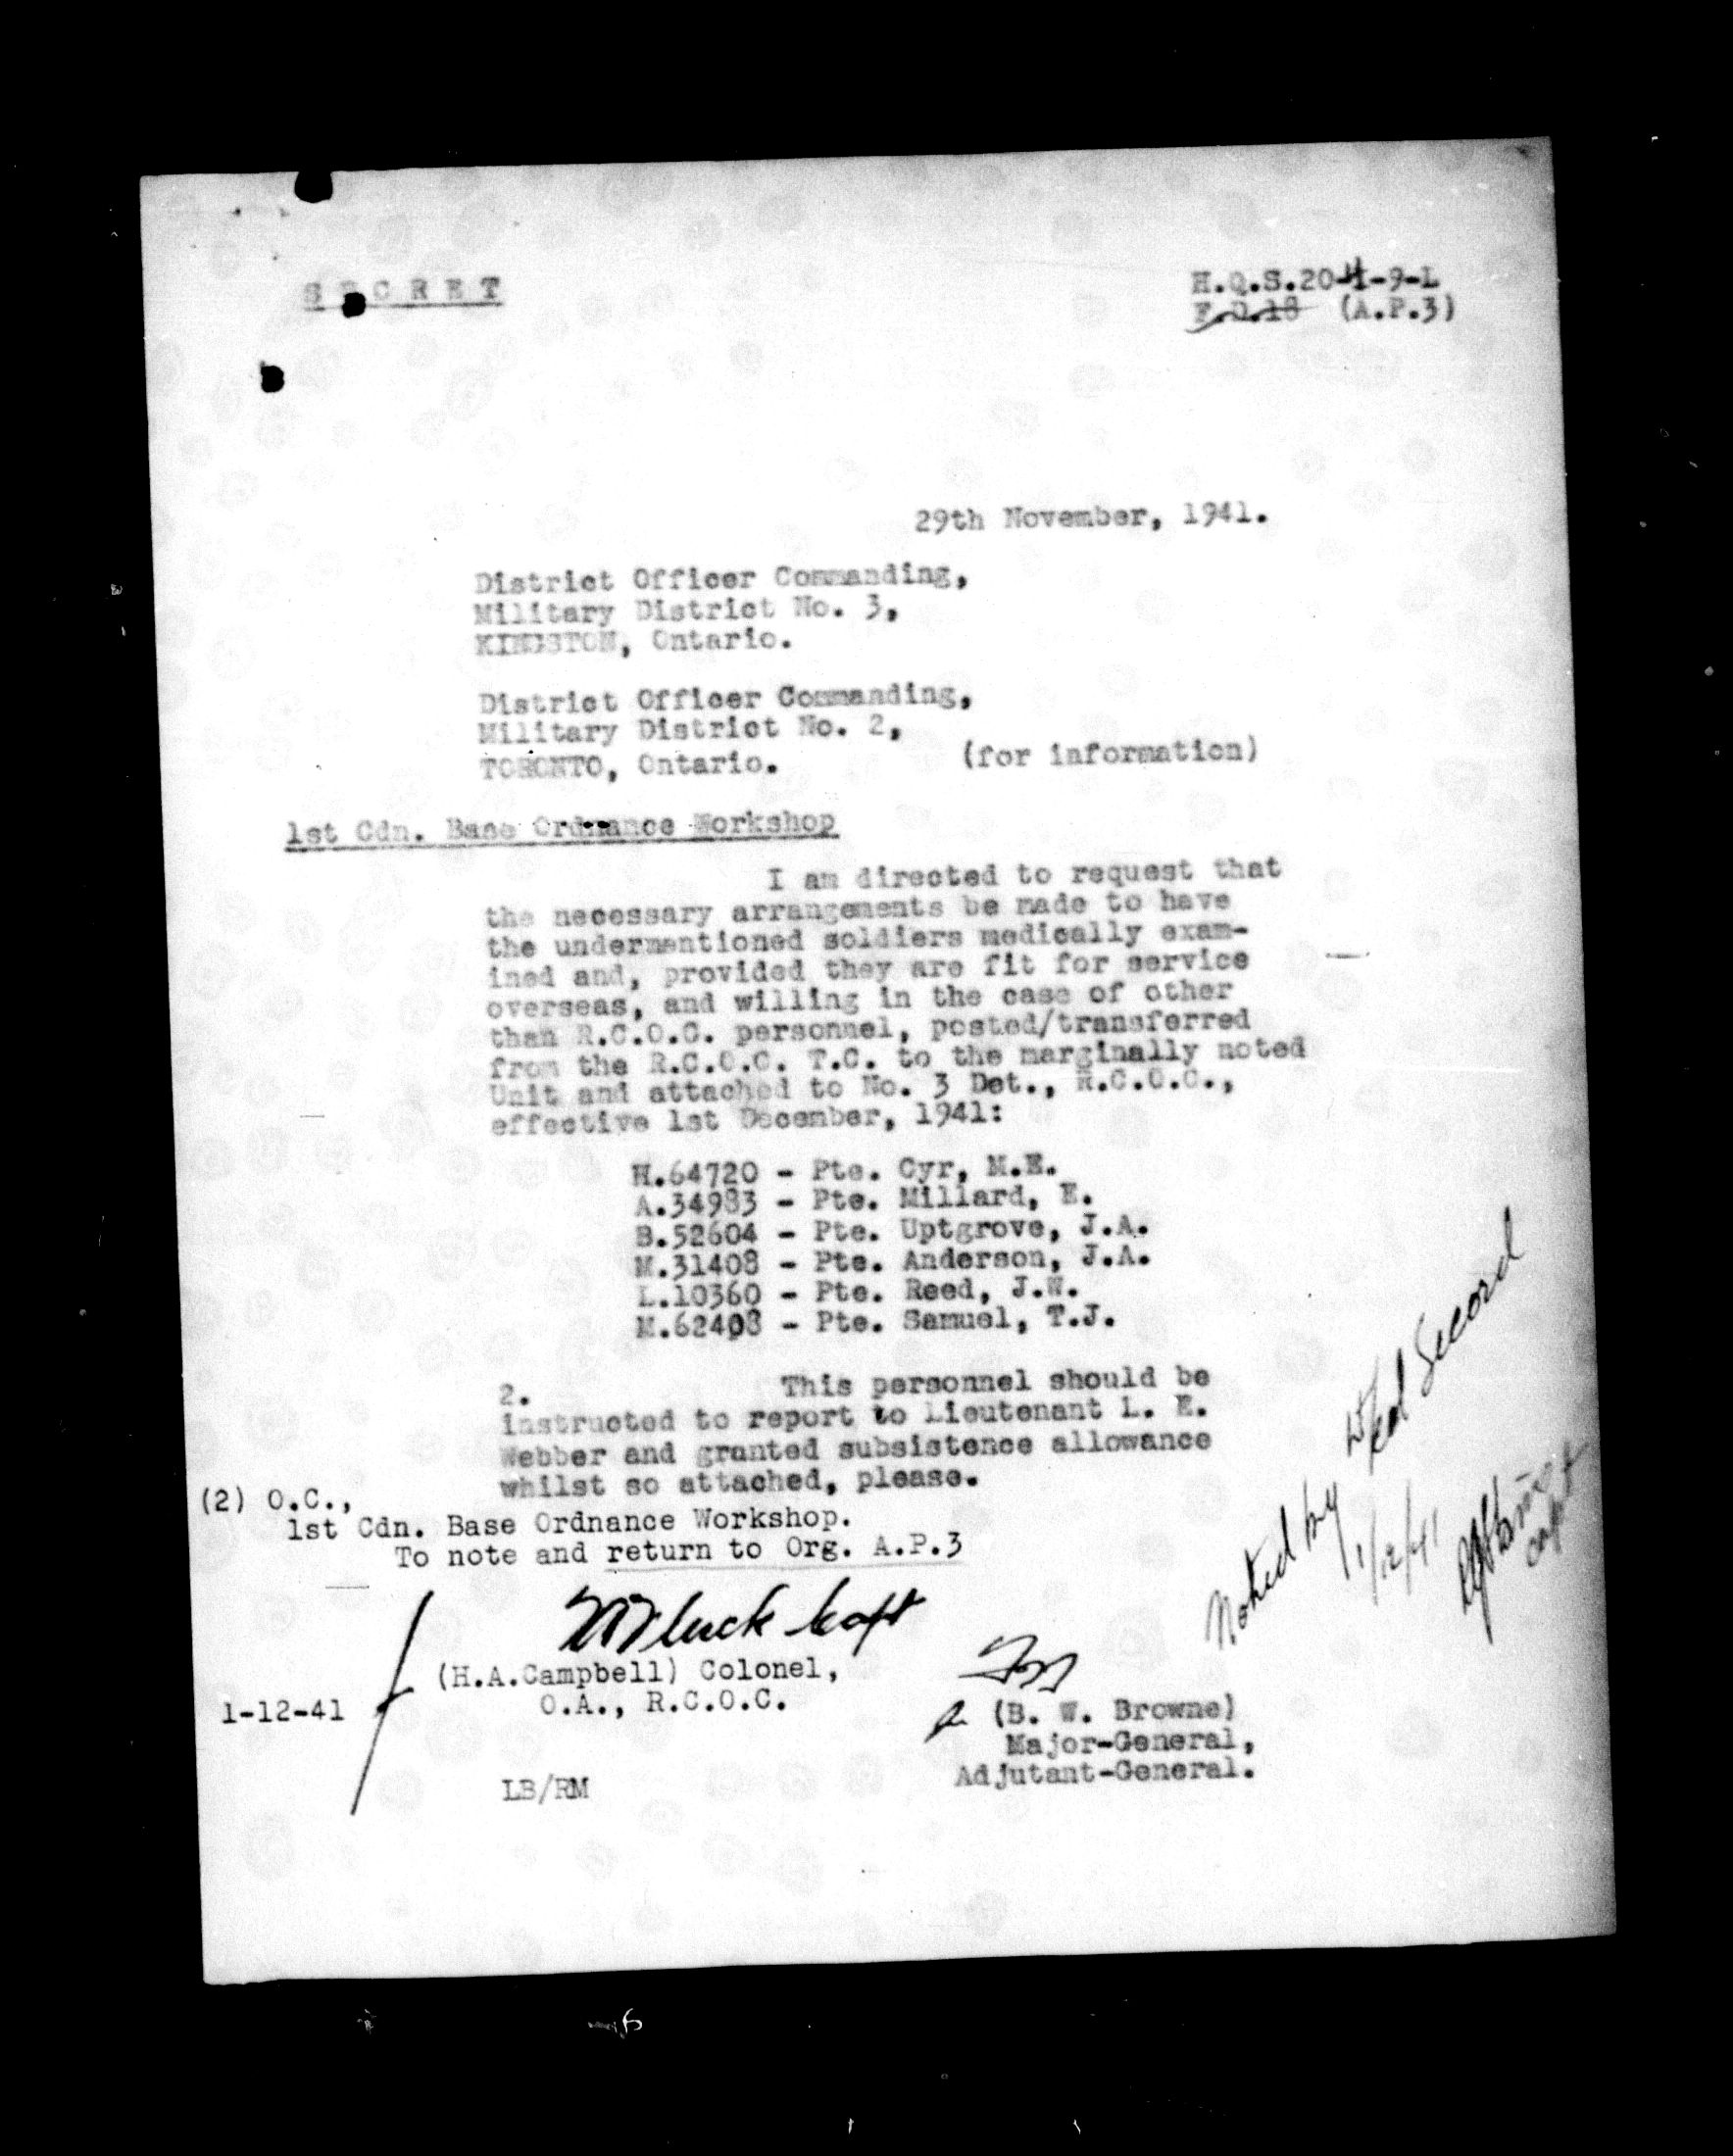 SECRET
H.Q.S.20-4-9-L
F.D.18 (A.P.3)
29th November, 1941.
District Officer Commanding,
Military District No. 3,
KINGSTON, Ontario.
District Officer Commanding,
Military District No. 2,
TORONTO, Ontario. (for information)
1st Cdn. Base Ordnance Workshop
I am directed to request that
the necessary arrangements be made to have
the undermentioned soldiers medically exam-
ined and, provided they are fit for service
overseas, and willing in the case of other
than R.C.O.C. personnel, posted/transferred
from the R.C.O.C. T.C. to the marginally noted
Unit and attached to No. 3 Det., R.C.O.C.,
effective 1st December, 1941:
H.64720 - Pte. Cyr, M.E.
A.34983 - Pte. Millard, E.
B.52604 - Pte. Uptgrove, J.A.
M.31408 - Pte. Anderson, J.A.
L.10360 - Pte. Reed, J.W.
M.62408 - Pte. Samuel, T.J.
2. This personnel should be
instructed to report to Lieutenant L. E.
Webber and granted subsistence allowance
whilst so attached, please.
(2) O.C.,
1st Cdn. Base Ordnance Workshop.
To note and return to Org. A.P.3
Capt
(H.A.Campbell) Colonel,
O.A., R.C.O.C.
1-12-41
(B. W. Browne)
Major-General,
Adjutant-General.
LB/RM
Noted by Secord
1/12/41
Capt